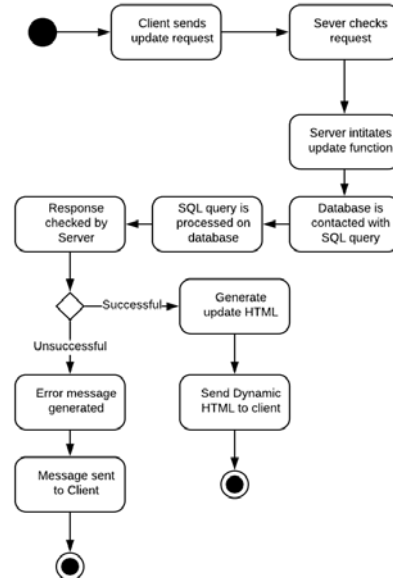 Client sends
update request
Sever checks
request
Server intitates
update function
Database is
contacted with
SQL query
SQL query is
processed on
database
Response
checked by
Server
Successful
Generate
update HTML
Unsuccessful
Error message
generated
Send Dynamic
HTML to client
Message sent
to Client